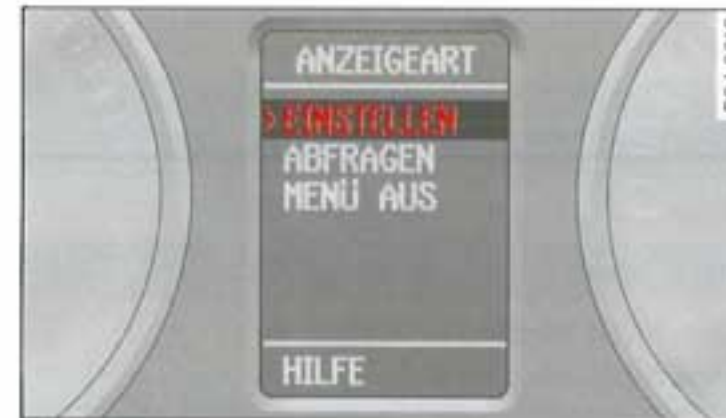 ANZEIGEART
> EINSTELLEN
ABFRAGEN
MENÜ AUS
HILFE